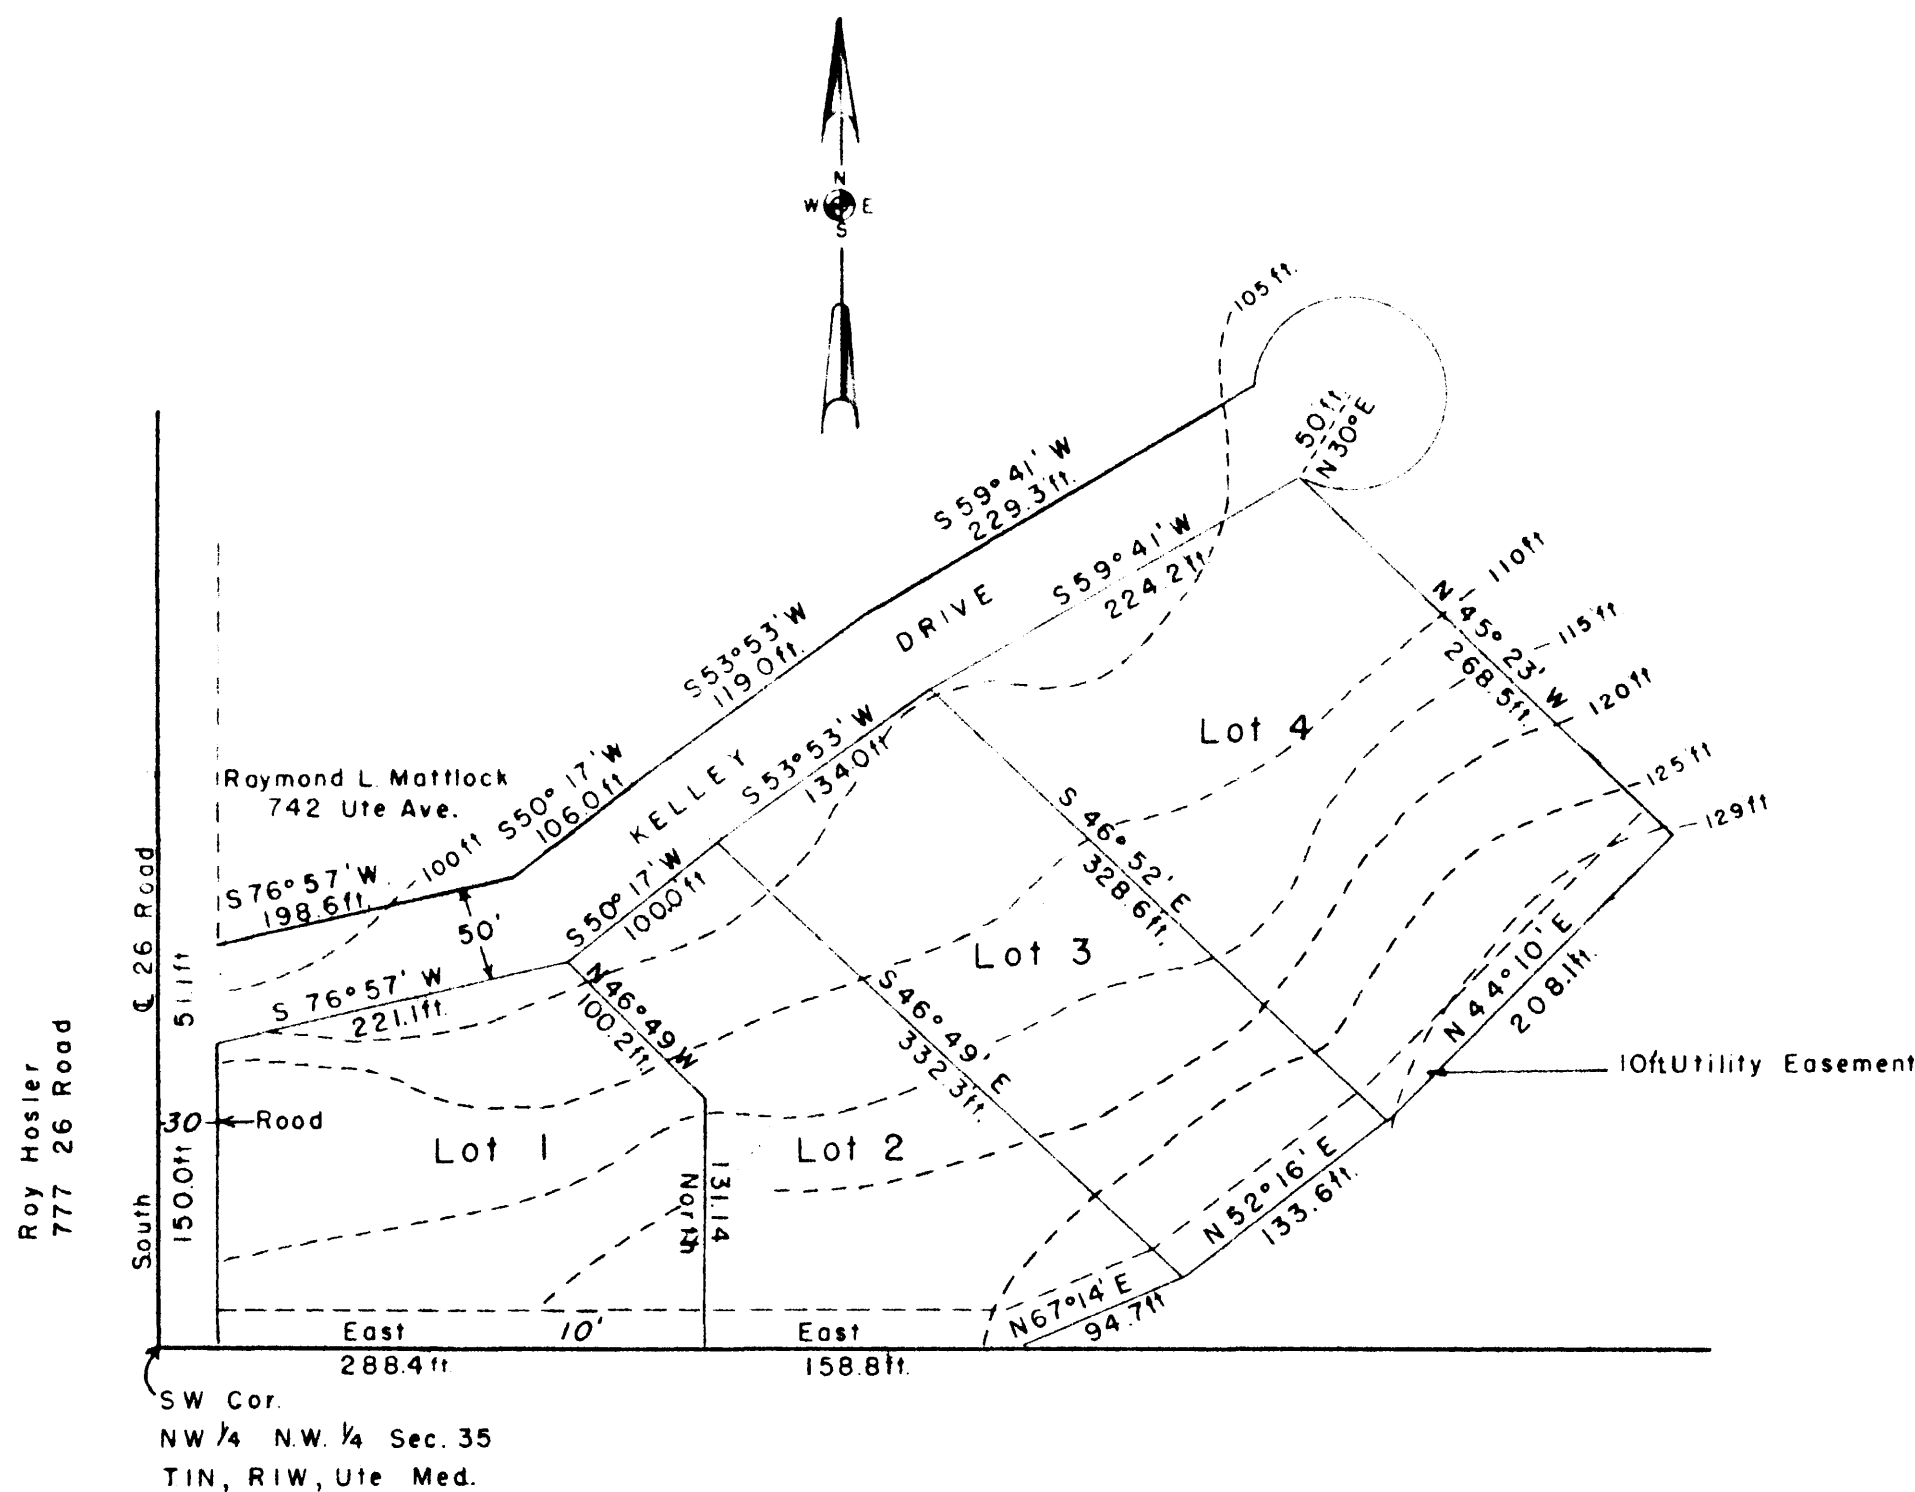 N
W E
S
105 ft.
50 ft.
N 30° E
S 59° 41' W
229.3 ft.
S 59° 41' W
224.2 ft.
110 ft
115 ft
120 ft
125 ft
129 ft
N 45° 23' W
268.5 ft.
DRIVE
KELLEY
S 53° 53' W
119.0 ft.
S 53° 53' W
134.0 ft
Lot 4
Raymond L. Mattlock
742 Ute Ave.
S 50° 17' W
106.0 ft
100 ft
S 76° 57' W
198.6 ft.
50'
S 50° 17' W
100.0 ft
S 46° 52' E
328.6 ft.
Lot 3
℄ 26 Road
51.1 ft
S 76° 57' W
221.1 ft.
N 46° 49' W
100.2 ft.
S 46° 49' E
332.3 ft.
N 44° 10' E
208.1 ft.
10 ft Utility Easement
Roy Hosler
777 26 Road
30
Road
Lot 1
Lot 2
South
150.0 ft
131.14
North
N 52° 16' E
133.6 ft.
N 67° 14' E
94.7 ft
East 10' East
288.4 ft. 158.8 ft.
SW Cor.
NW ¼ N.W. ¼ Sec. 35
T1N, R1W, Ute Med.